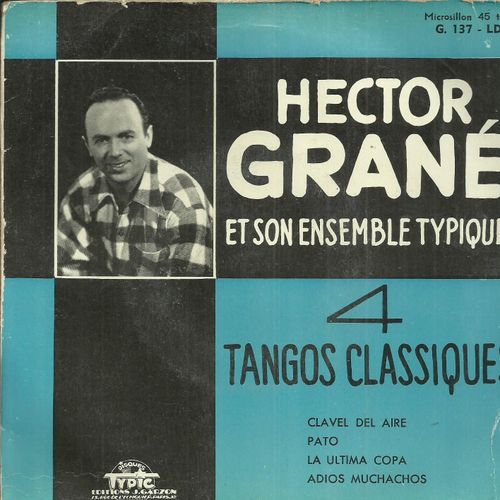 Microsillon 45 t
G. 137 - LD
HECTOR
GRANÉ
ET SON ENSEMBLE TYPIQUE
4
TANGOS CLASSIQUES
CLAVEL DEL AIRE
PATO
LA ULTIMA COPA
ADIOS MUCHACHOS
DISQUES
TYPIC
EDITIONS J. GARZON